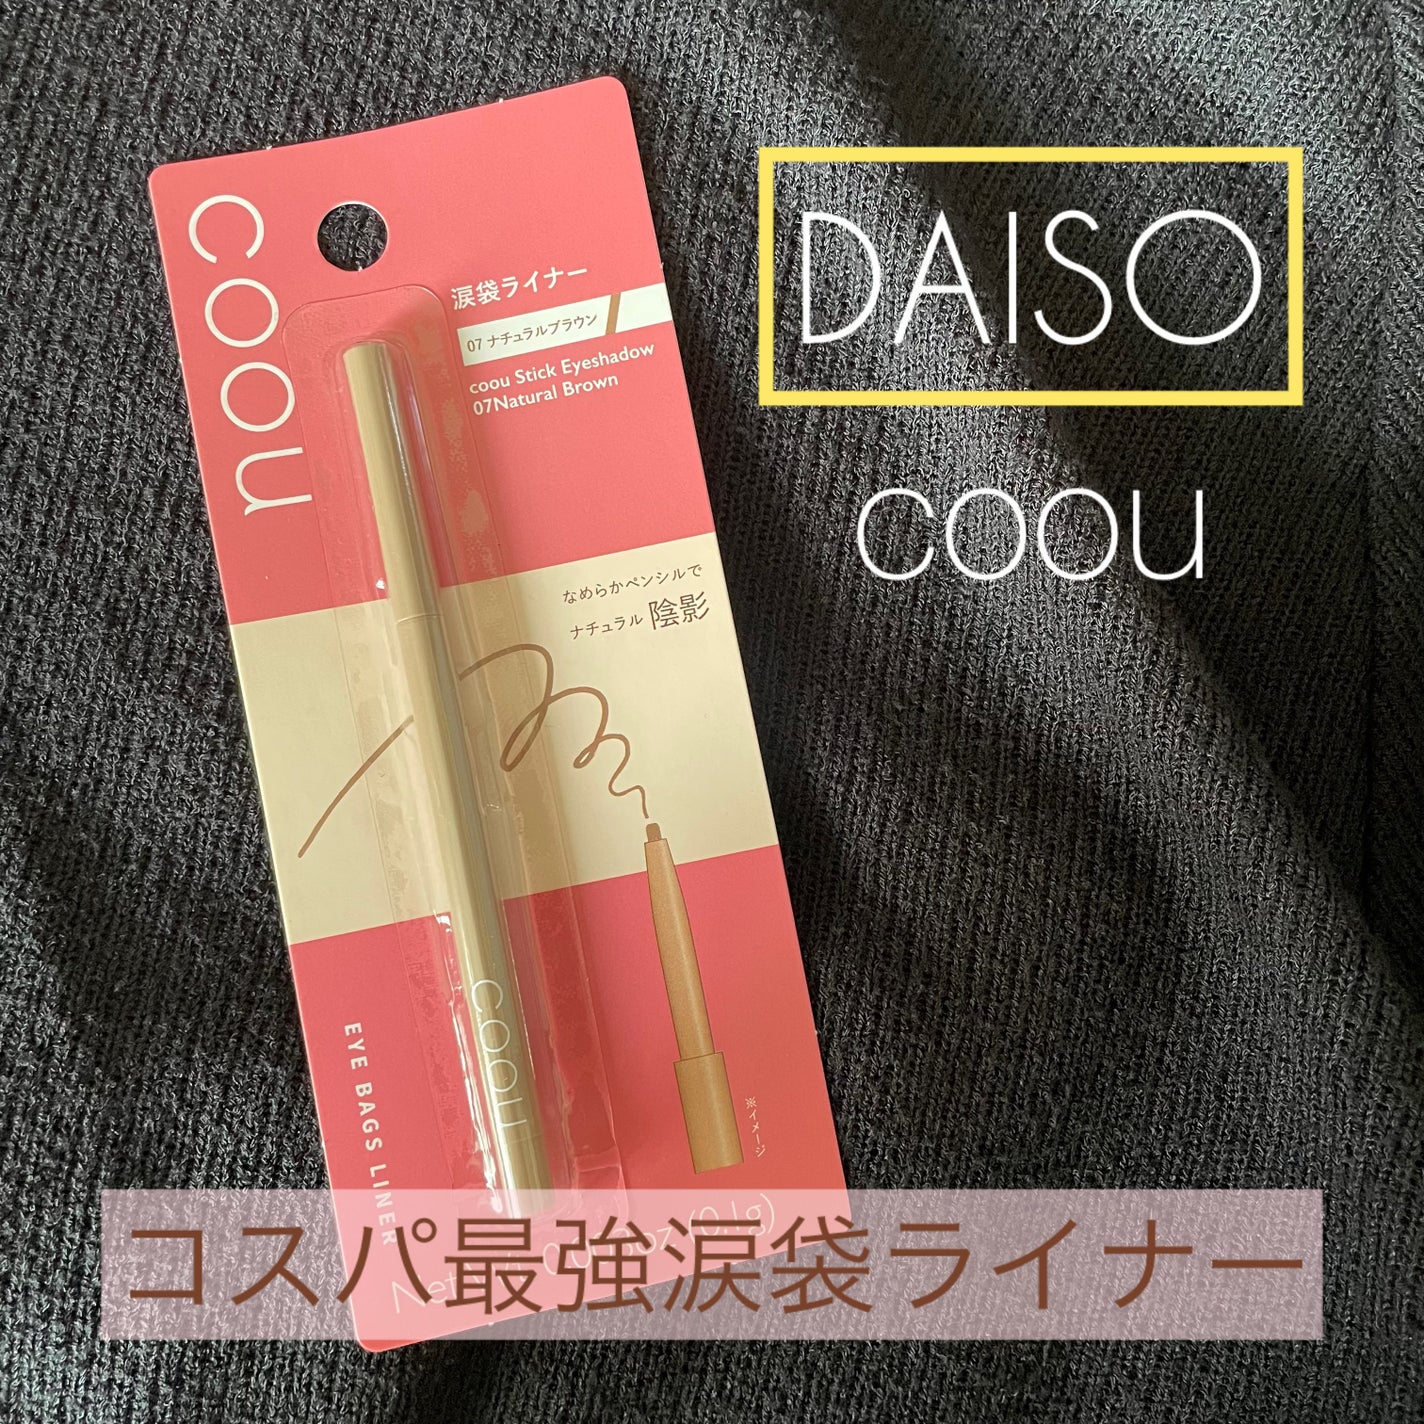 DAISO
coou
coou
涙袋ライナー
07 ナチュラルブラウン
coou Stick Eyeshadow
07Natural Brown
なめらかペンシルで
ナチュラル 陰影
coou
※イメージ
EYE BAGS LINER
コスパ最強涙袋ライナー
(0.1g)